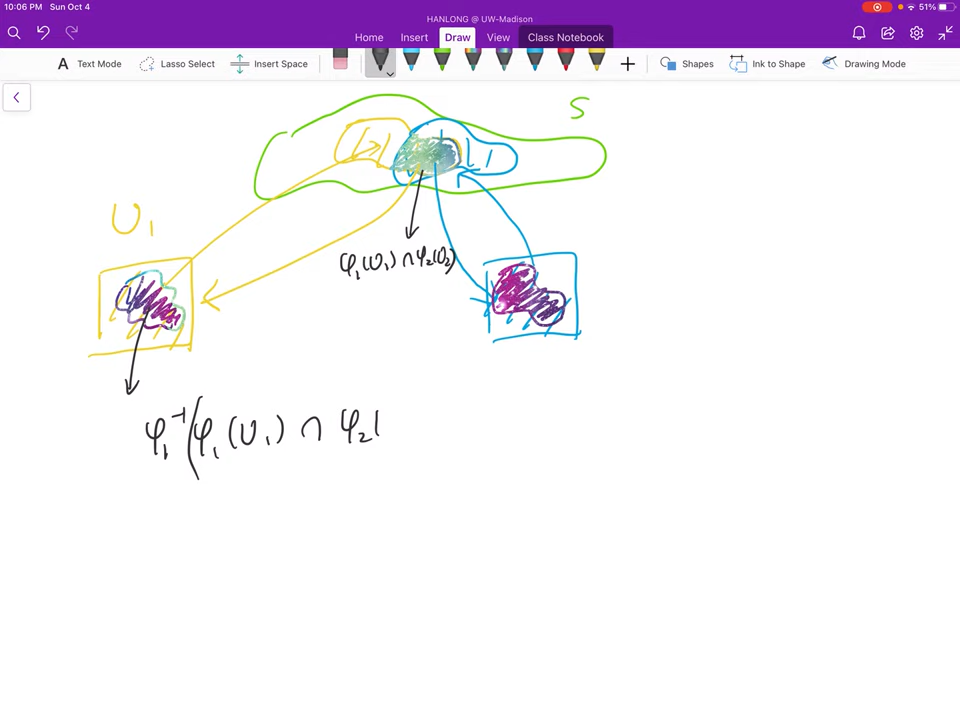 10:06 PM Sun Oct 4
51%
HANLONG @ UW-Madison
Home Insert Draw View Class Notebook
Text Mode Lasso Select Insert Space Shapes Ink to Shape Drawing Mode
S
U₁
φ₁(U₁) ∩ φ₂(U₂)
φ₁⁻¹(φ₁(U₁) ∩ φ₂(